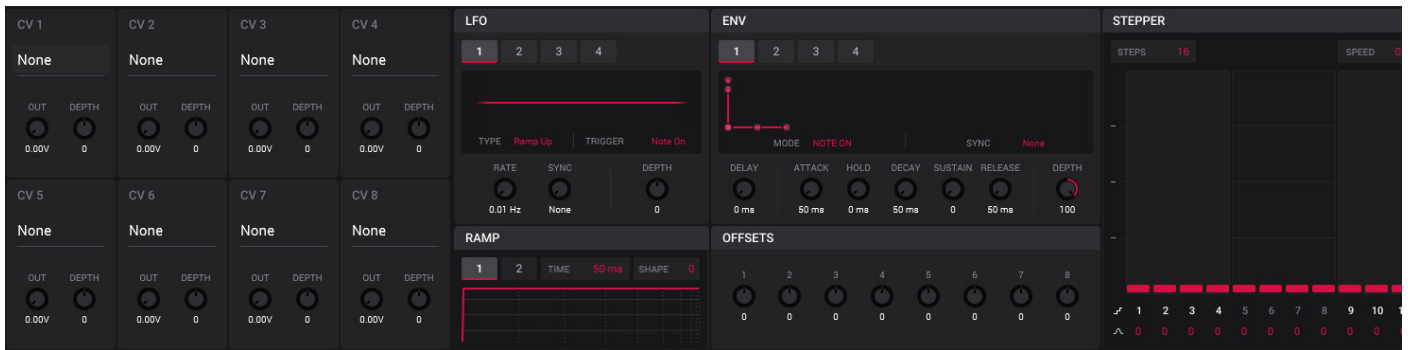 CV 1 CV 2 CV 3 CV 4
None None None None
OUT DEPTH OUT DEPTH OUT DEPTH OUT DEPTH
0.00V 0 0.00V 0 0.00V 0 0.00V 0
CV 5 CV 6 CV 7 CV 8
None None None None
OUT DEPTH OUT DEPTH OUT DEPTH OUT DEPTH
0.00V 0 0.00V 0 0.00V 0 0.00V 0
LFO
1 2 3 4
TYPE Ramp Up TRIGGER Note On
RATE SYNC DEPTH
0.01 Hz None 0
RAMP
1 2 TIME 50 ms SHAPE 0
ENV
1 2 3 4
MODE NOTE ON SYNC None
DELAY ATTACK HOLD DECAY SUSTAIN RELEASE DEPTH
0 ms 50 ms 0 ms 50 ms 0 50 ms 100
OFFSETS
1 2 3 4 5 6 7 8
0 0 0 0 0 0 0 0
STEPPER
STEPS 16 SPEED
1 2 3 4 5 6 7 8 9 10
0 0 0 0 0 0 0 0 0 0